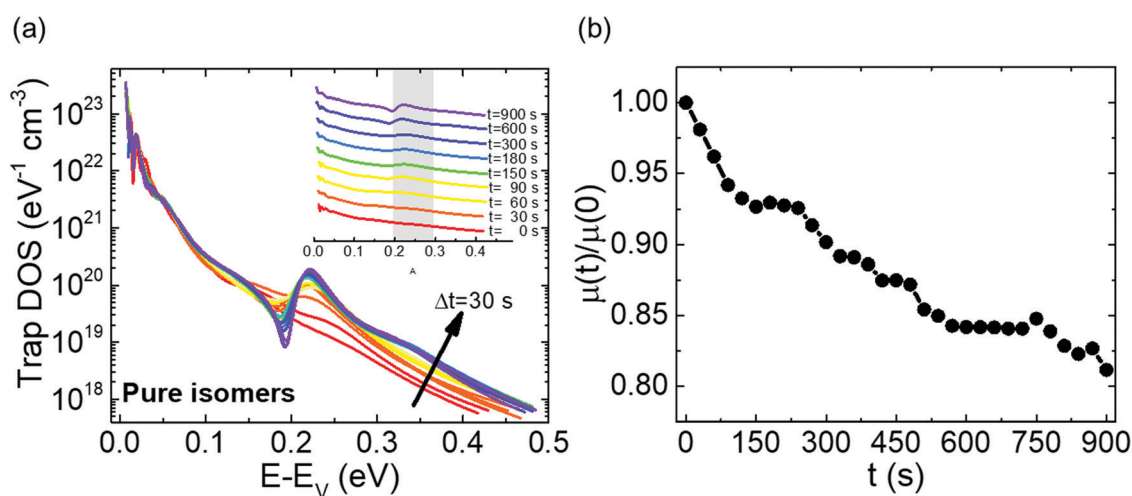 (a)
Trap DOS (eV⁻¹ cm⁻³)
10²³
10²²
10²¹
10²⁰
10¹⁹
10¹⁸
t=900 s
t=600 s
t=300 s
t=180 s
t=150 s
t= 90 s
t= 60 s
t= 30 s
t= 0 s
0.0 0.1 0.2 0.3 0.4
A
Δt=30 s
Pure isomers
0.0 0.1 0.2 0.3 0.4 0.5
E-E_V (eV)
(b)
μ(t)/μ(0)
1.00
0.95
0.90
0.85
0.80
0 150 300 450 600 750 900
t (s)